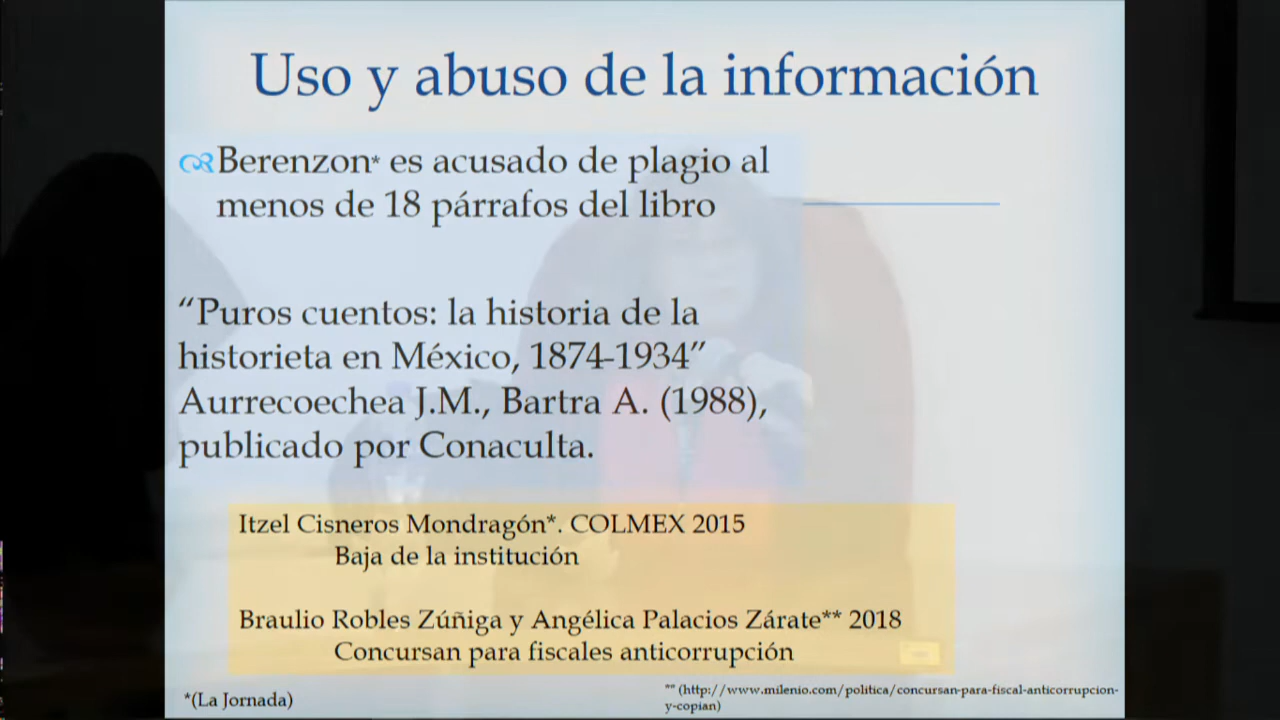 Uso y abuso de la información
Berenzon* es acusado de plagio al
menos de 18 párrafos del libro
“Puros cuentos: la historia de la
historieta en México, 1874-1934”
Aurrecoechea J.M., Bartra A. (1988),
publicado por Conaculta.
Itzel Cisneros Mondragón*. COLMEX 2015
Baja de la institución
Braulio Robles Zúñiga y Angélica Palacios Zárate** 2018
Concursan para fiscales anticorrupción
*(La Jornada)
** (http://www.milenio.com/politica/concursan-para-fiscal-anticorrupcion-
y-copian)